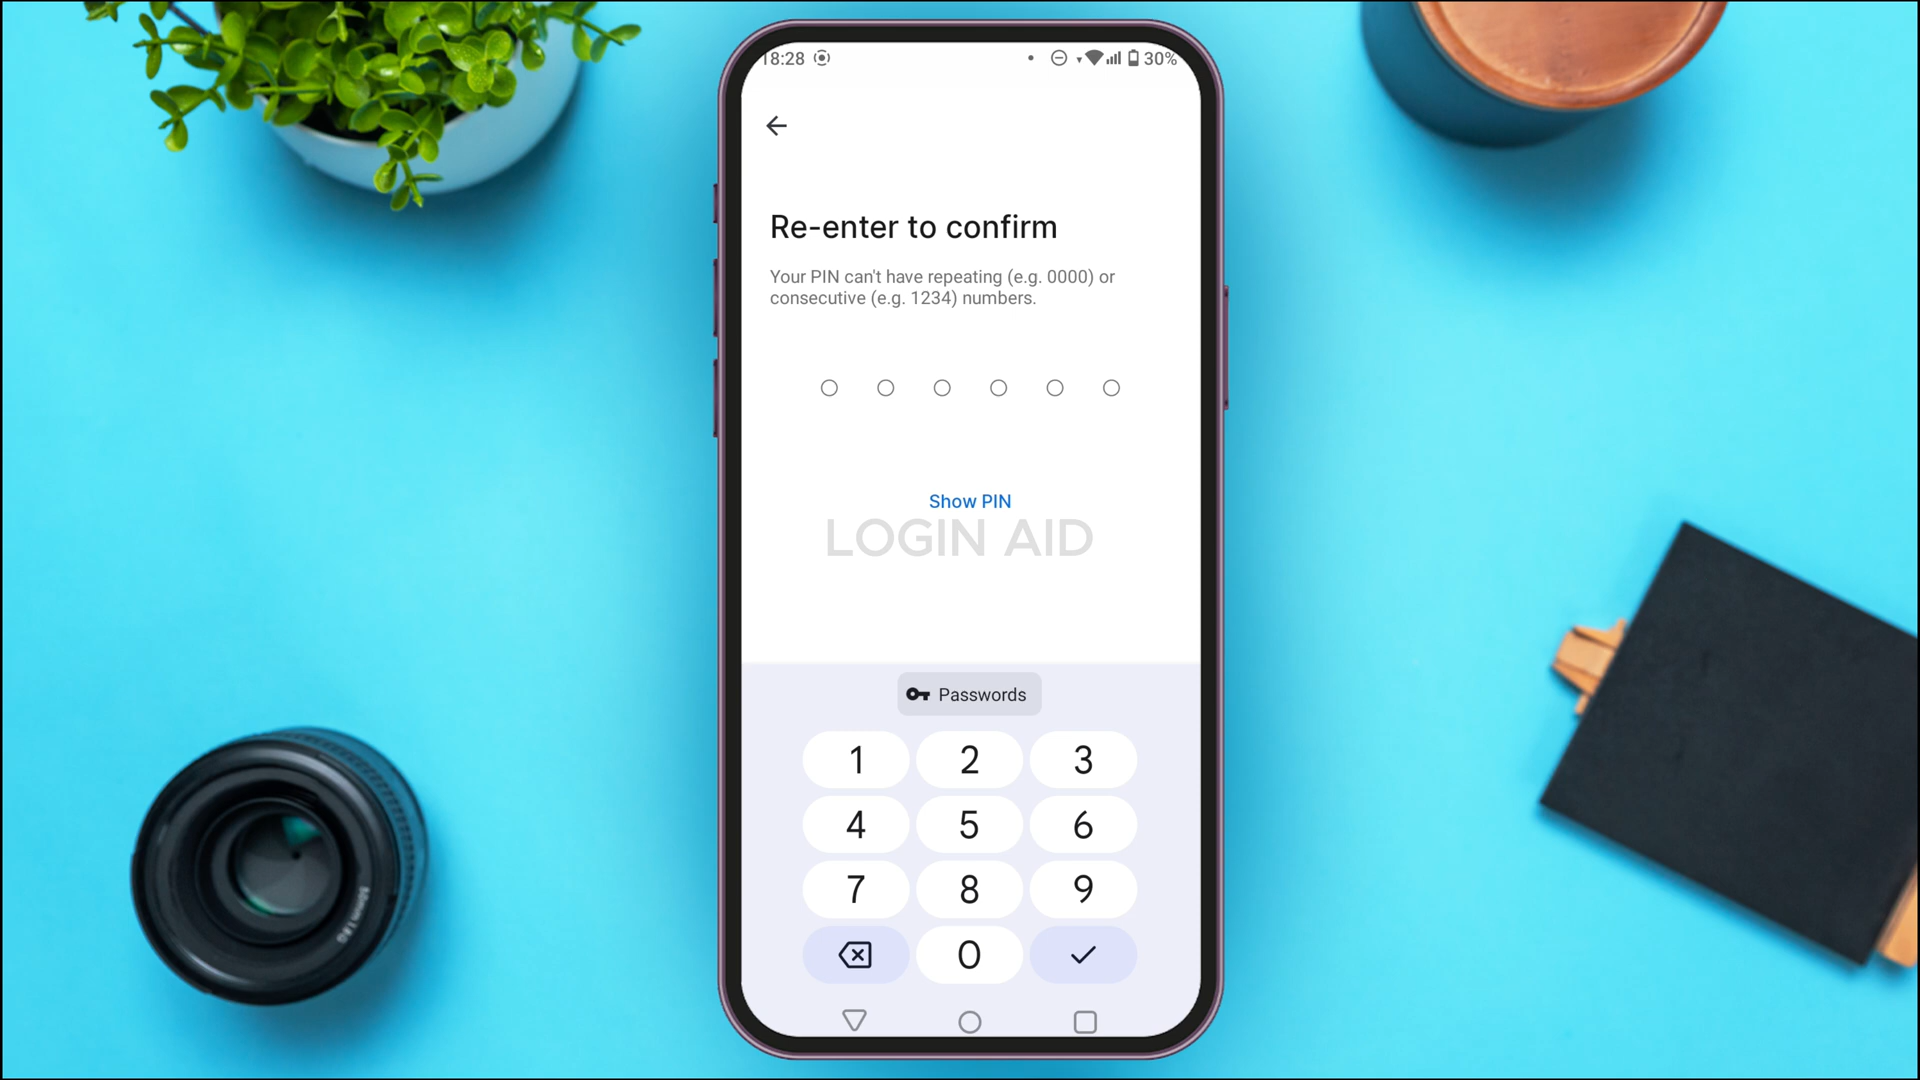 18:28
30%
Re-enter to confirm
Your PIN can't have repeating (e.g. 0000) or
consecutive (e.g. 1234) numbers.
Show PIN
LOGIN AID
Passwords
1 2 3
4 5 6
7 8 9
0